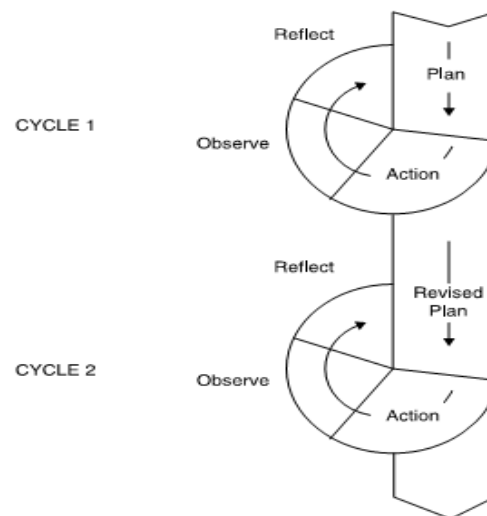 Reflect
Plan
CYCLE 1
Observe
Action
Reflect
Revised
Plan
CYCLE 2
Observe
Action